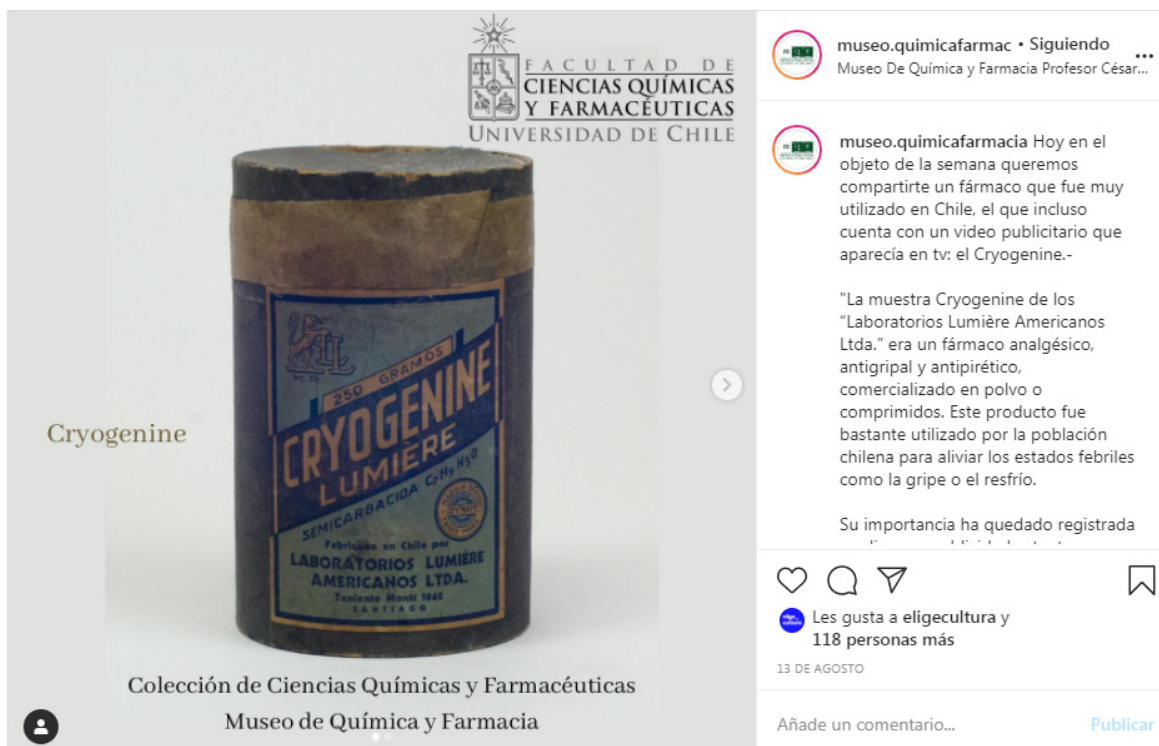 FACULTAD DE
CIENCIAS QUÍMICAS
Y FARMACÉUTICAS
UNIVERSIDAD DE CHILE
Cryogenine
LL
M.R.
250 GRAMOS
CRYOGENINE
LUMIÈRE
SEMICARBACIDA C7 H9 N3O
Fabricado en Chile por
LABORATORIOS LUMIÈRE
AMERICANOS LTDA.
Teniente Montt 1865
SANTIAGO
Colección de Ciencias Químicas y Farmacéuticas
Museo de Química y Farmacia
museo.quimicafarmac • Siguiendo
Museo De Química y Farmacia Profesor César...
museo.quimicafarmacia Hoy en el
objeto de la semana queremos
compartirte un fármaco que fue muy
utilizado en Chile, el que incluso
cuenta con un video publicitario que
aparecía en tv: el Cryogenine.-
"La muestra Cryogenine de los
“Laboratorios Lumière Americanos
Ltda.” era un fármaco analgésico,
antigripal y antipirético,
comercializado en polvo o
comprimidos. Este producto fue
bastante utilizado por la población
chilena para aliviar los estados febriles
como la gripe o el resfrío.
Su importancia ha quedado registrada
Les gusta a eligecultura y
118 personas más
13 DE AGOSTO
Añade un comentario...
Publicar